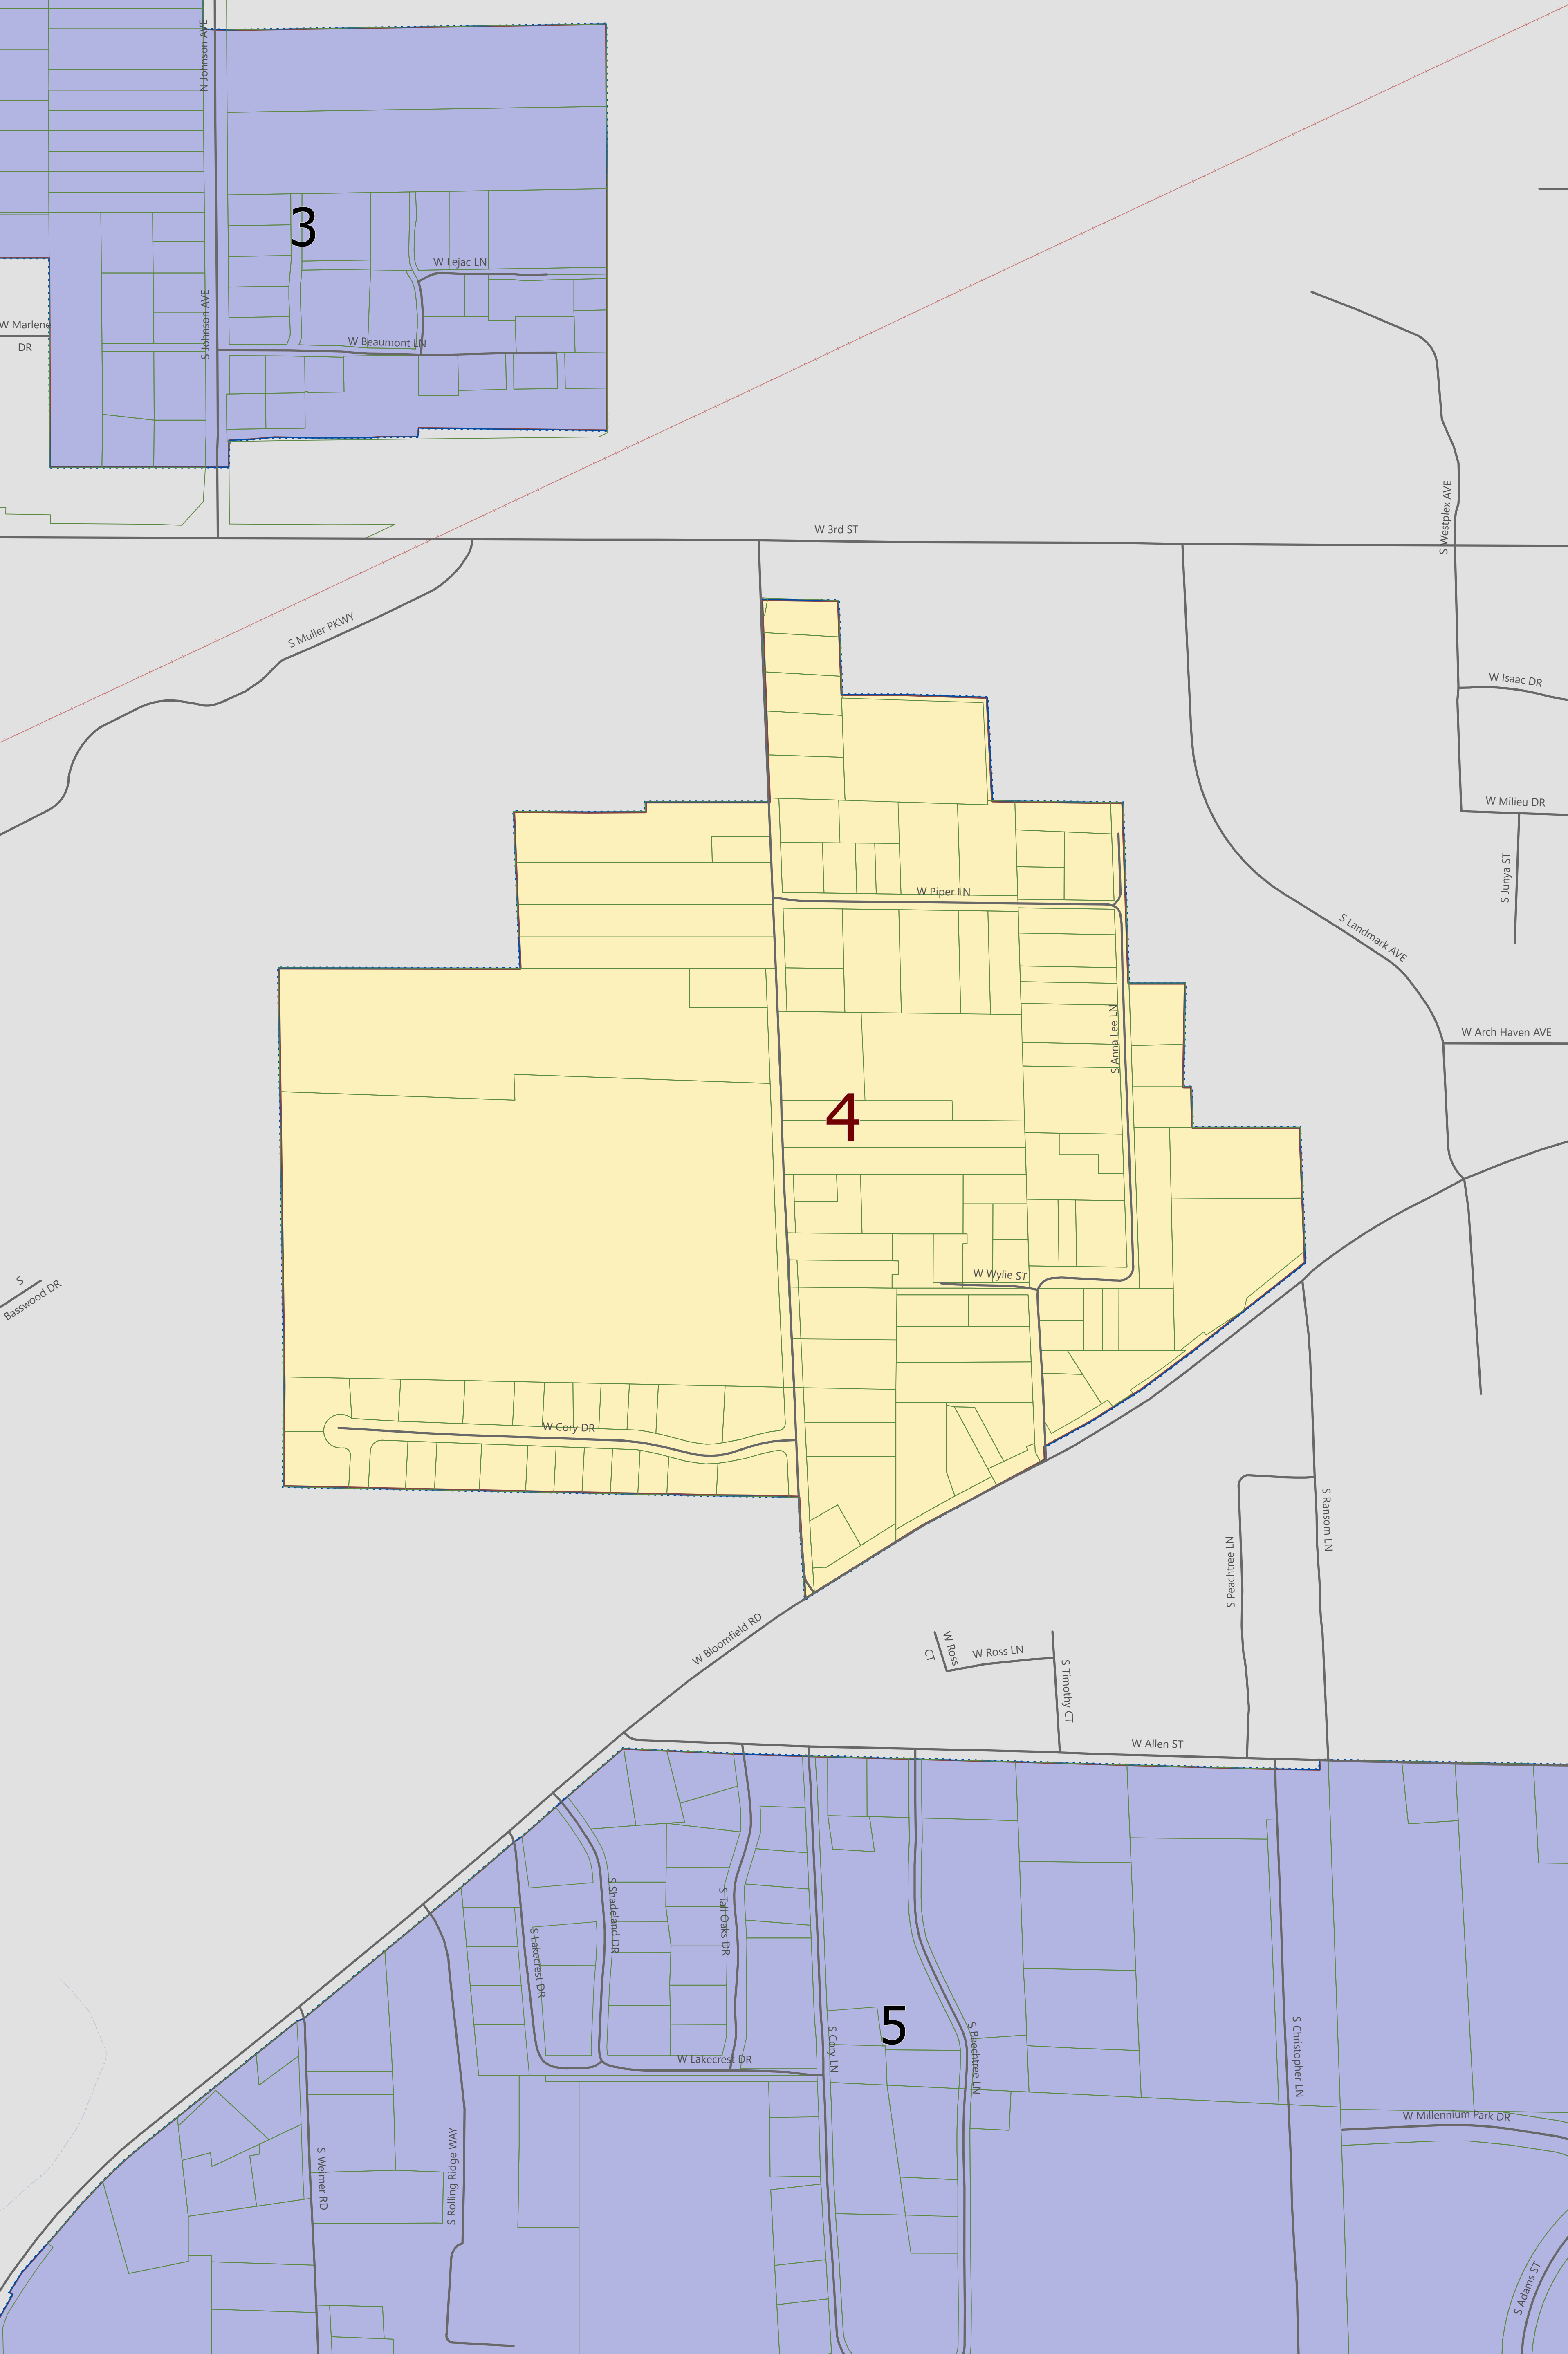 N Johnson AVE
3
W Lejac LN
S Johnson AVE
W Marlene
DR
W Beaumont LN
W 3rd ST
S Westplex AVE
S Muller PKWY
W Isaac DR
W Milieu DR
S Junya ST
W Piper LN
S Landmark AVE
W Arch Haven AVE
S Anna Lee LN
4
W Wylie ST
S
Basswood DR
W Cory DR
S Ransom LN
S Peachtree LN
W Bloomfield RD
W Ross
CT
W Ross LN
S Timothy CT
W Allen ST
S Shadeland DR
S Tall Oaks DR
S Lakecrest DR
5
S Cory LN
S Beechtree LN
S Christopher LN
W Lakecrest DR
W Millennium Park DR
S Weimer RD
S Rolling Ridge WAY
S Adams ST